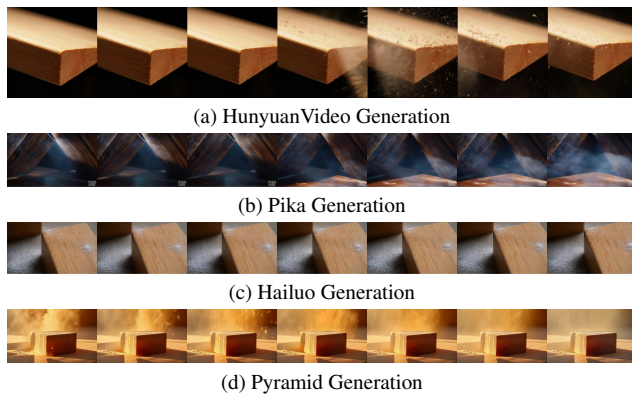 (a) HunyuanVideo Generation
(b) Pika Generation
(c) Hailuo Generation
(d) Pyramid Generation